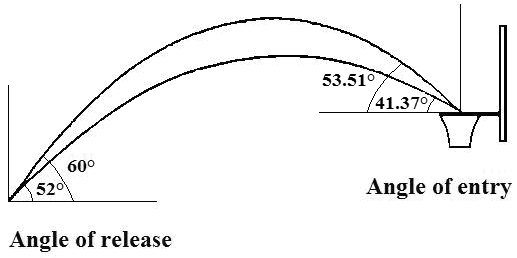 53.51°
41.37°
60°
52°
Angle of entry
Angle of release